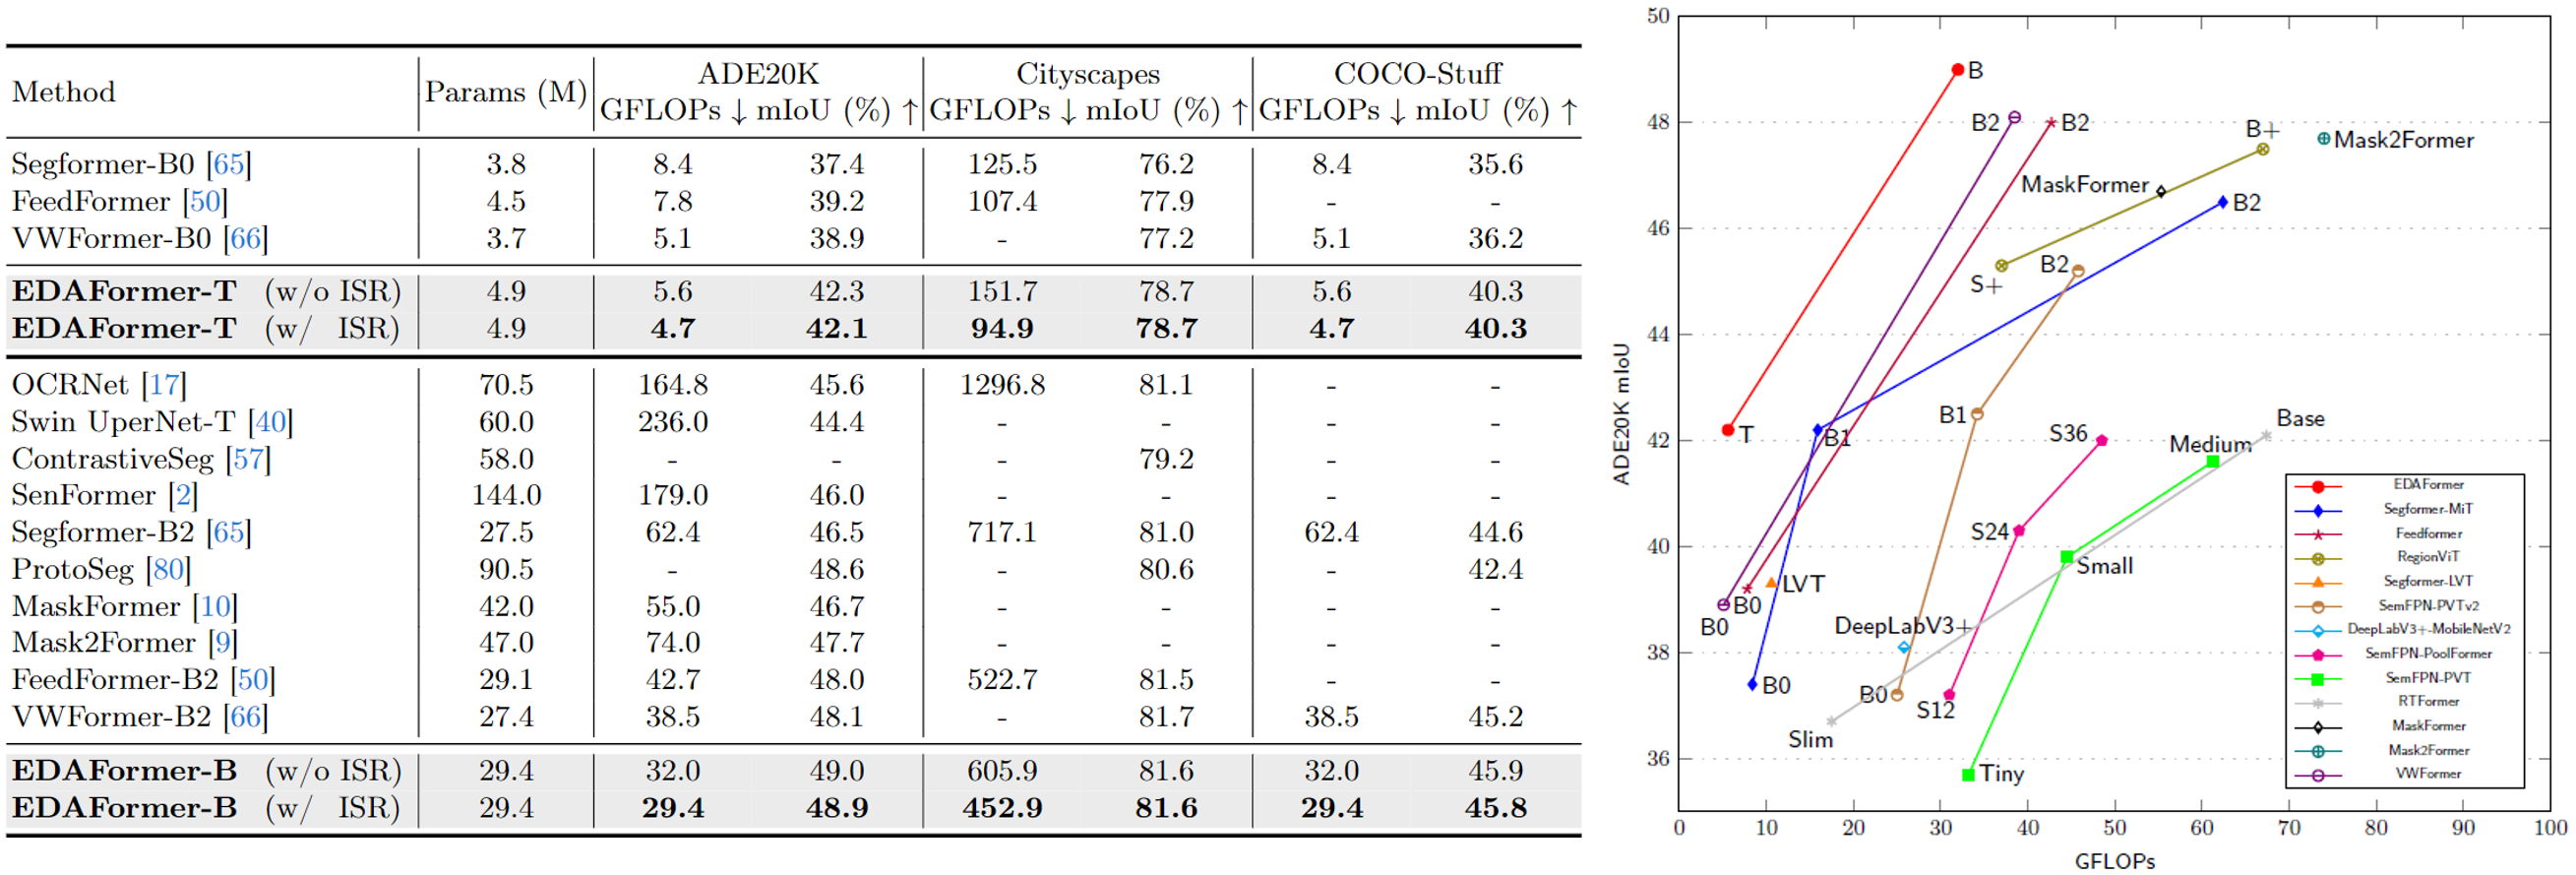 Method Params (M) ADE20K Cityscapes COCO-Stuff
GFLOPs ↓ mIoU (%) ↑ GFLOPs ↓ mIoU (%) ↑ GFLOPs ↓ mIoU (%) ↑
Segformer-B0 [65] 3.8 8.4 37.4 125.5 76.2 8.4 35.6
FeedFormer [50] 4.5 7.8 39.2 107.4 77.9 - -
VWFormer-B0 [66] 3.7 5.1 38.9 - 77.2 5.1 36.2
EDAFormer-T (w/o ISR) 4.9 5.6 42.3 151.7 78.7 5.6 40.3
EDAFormer-T (w/ ISR) 4.9 4.7 42.1 94.9 78.7 4.7 40.3
OCRNet [17] 70.5 164.8 45.6 1296.8 81.1 - -
Swin UperNet-T [40] 60.0 236.0 44.4 - - - -
ContrastiveSeg [57] 58.0 - - - 79.2 - -
SenFormer [2] 144.0 179.0 46.0 - - - -
Segformer-B2 [65] 27.5 62.4 46.5 717.1 81.0 62.4 44.6
ProtoSeg [80] 90.5 - 48.6 - 80.6 - 42.4
MaskFormer [10] 42.0 55.0 46.7 - - - -
Mask2Former [9] 47.0 74.0 47.7 - - - -
FeedFormer-B2 [50] 29.1 42.7 48.0 522.7 81.5 - -
VWFormer-B2 [66] 27.4 38.5 48.1 - 81.7 38.5 45.2
EDAFormer-B (w/o ISR) 29.4 32.0 49.0 605.9 81.6 32.0 45.9
EDAFormer-B (w/ ISR) 29.4 29.4 48.9 452.9 81.6 29.4 45.8
50
48
46
44
42
40
38
36
ADE20K mIoU
B
B2
B2
B+
Mask2Former
MaskFormer
B2
S+
B2
T
B1
B1
S36
Medium
Base
S24
Small
LVT
B0
B0
DeepLabV3+
B0
B0
S12
Slim
Tiny
EDAFormer
Segformer-MiT
Feedformer
RegionViT
Segformer-LVT
SemFPN-PVTv2
DeepLabV3+-MobileNetV2
SemFPN-PoolFormer
SemFPN-PVT
RTFormer
MaskFormer
Mask2Former
VWFormer
0 10 20 30 40 50 60 70 80 90 100
GFLOPs